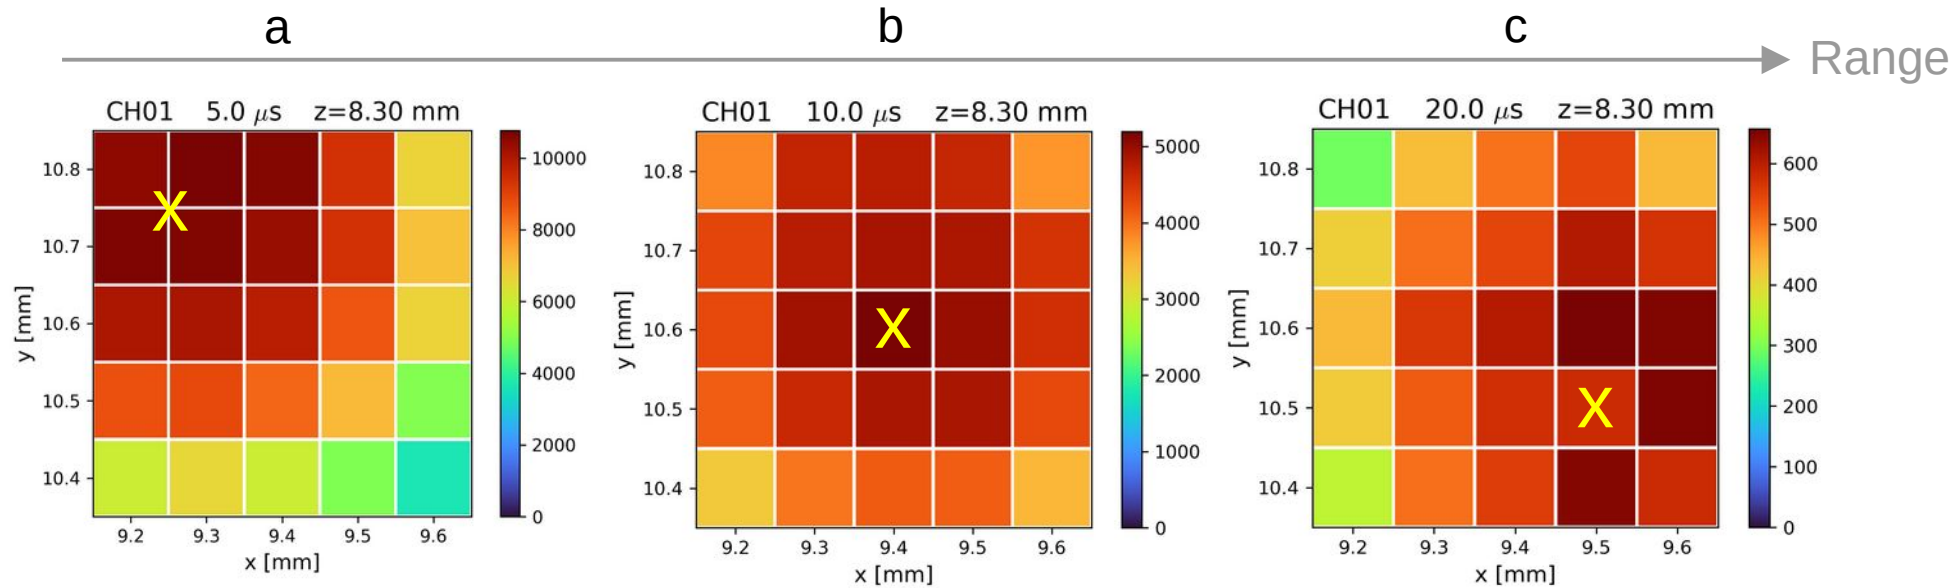 a
b
c
Range
CH01 5.0 μs z=8.30 mm
10.8
10.7
10.6
10.5
10.4
y [mm]
9.2 9.3 9.4 9.5 9.6
x [mm]
10000
8000
6000
4000
2000
0
X
CH01 10.0 μs z=8.30 mm
10.8
10.7
10.6
10.5
10.4
y [mm]
9.2 9.3 9.4 9.5 9.6
x [mm]
5000
4000
3000
2000
1000
0
X
CH01 20.0 μs z=8.30 mm
10.8
10.7
10.6
10.5
10.4
y [mm]
9.2 9.3 9.4 9.5 9.6
x [mm]
600
500
400
300
200
100
0
X